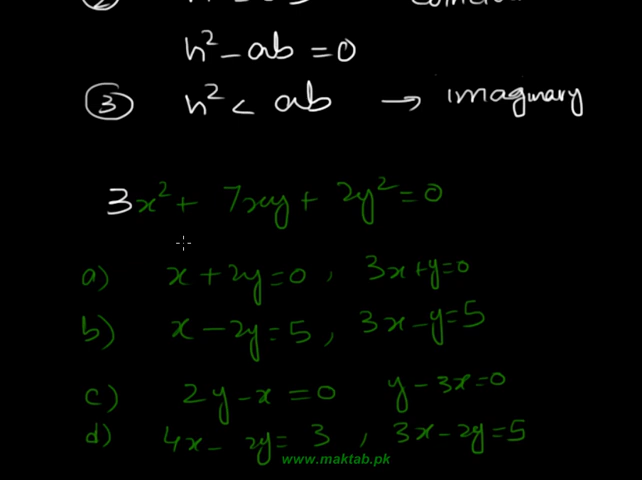 ②
h² – ab = 0
③ h² < ab → imaginary
3x² + 7xy + 2y² = 0
a) x + 2y = 0 , 3x + y = 0
b) x – 2y = 5 , 3x – y = 5
c) 2y – x = 0 y – 3x = 0
d) 4x – 2y = 3 , 3x – 2y = 5
www.maktab.pk